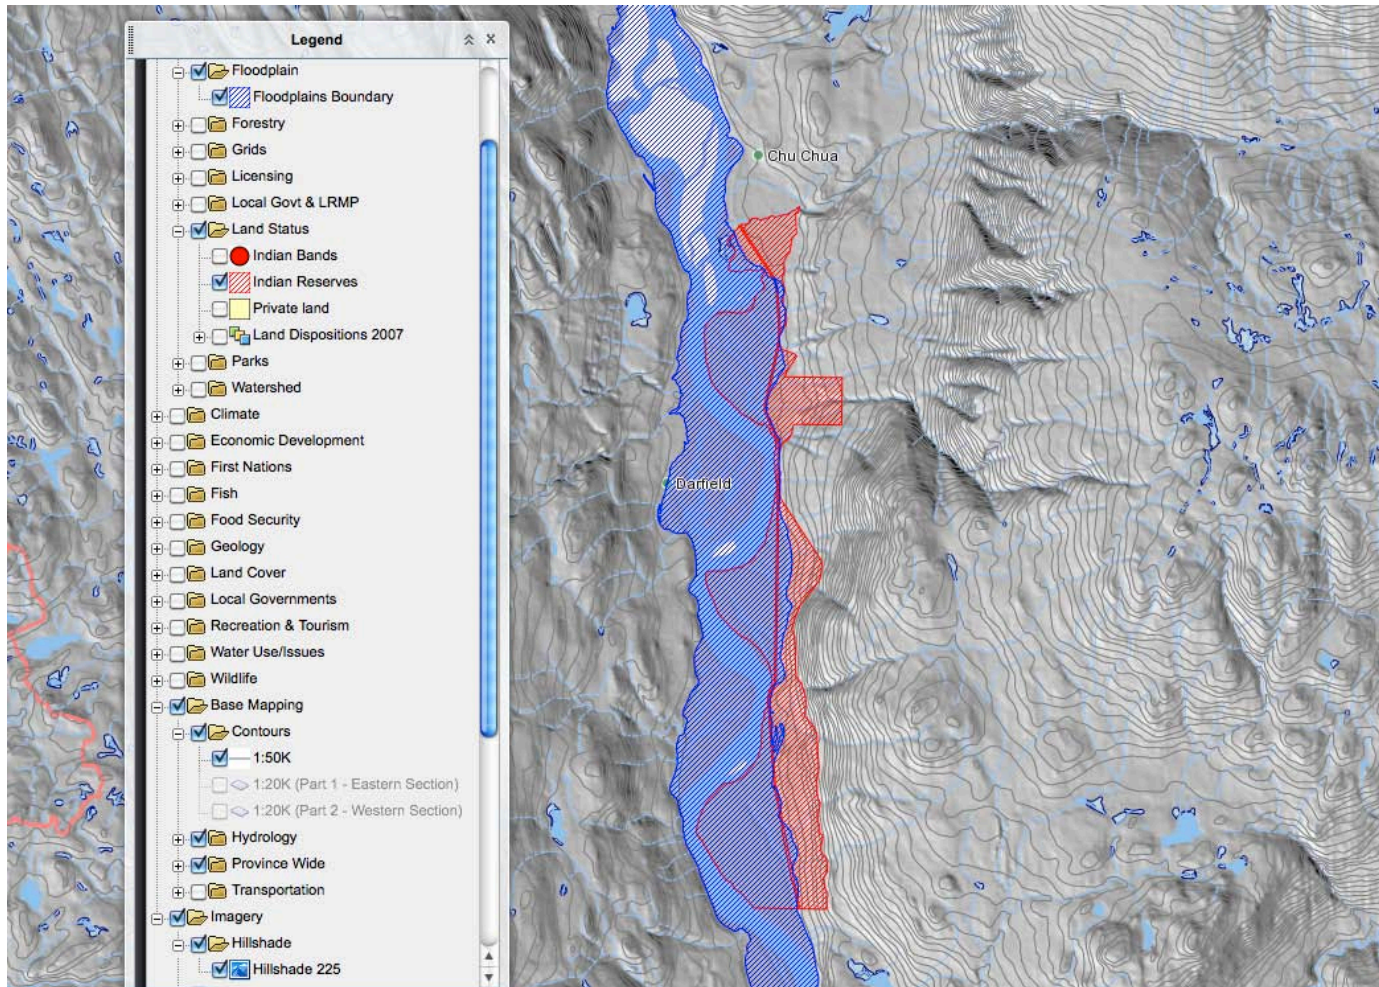 Legend
Floodplain
Floodplains Boundary
Forestry
Grids
Licensing
Local Govt & LRMP
Land Status
Indian Bands
Indian Reserves
Private land
Land Dispositions 2007
Parks
Watershed
Climate
Economic Development
First Nations
Fish
Food Security
Geology
Land Cover
Local Governments
Recreation & Tourism
Water Use/Issues
Wildlife
Base Mapping
Contours
1:50K
1:20K (Part 1 - Eastern Section)
1:20K (Part 2 - Western Section)
Hydrology
Province Wide
Transportation
Imagery
Hillshade
Hillshade 225
Chu Chua
Darfield